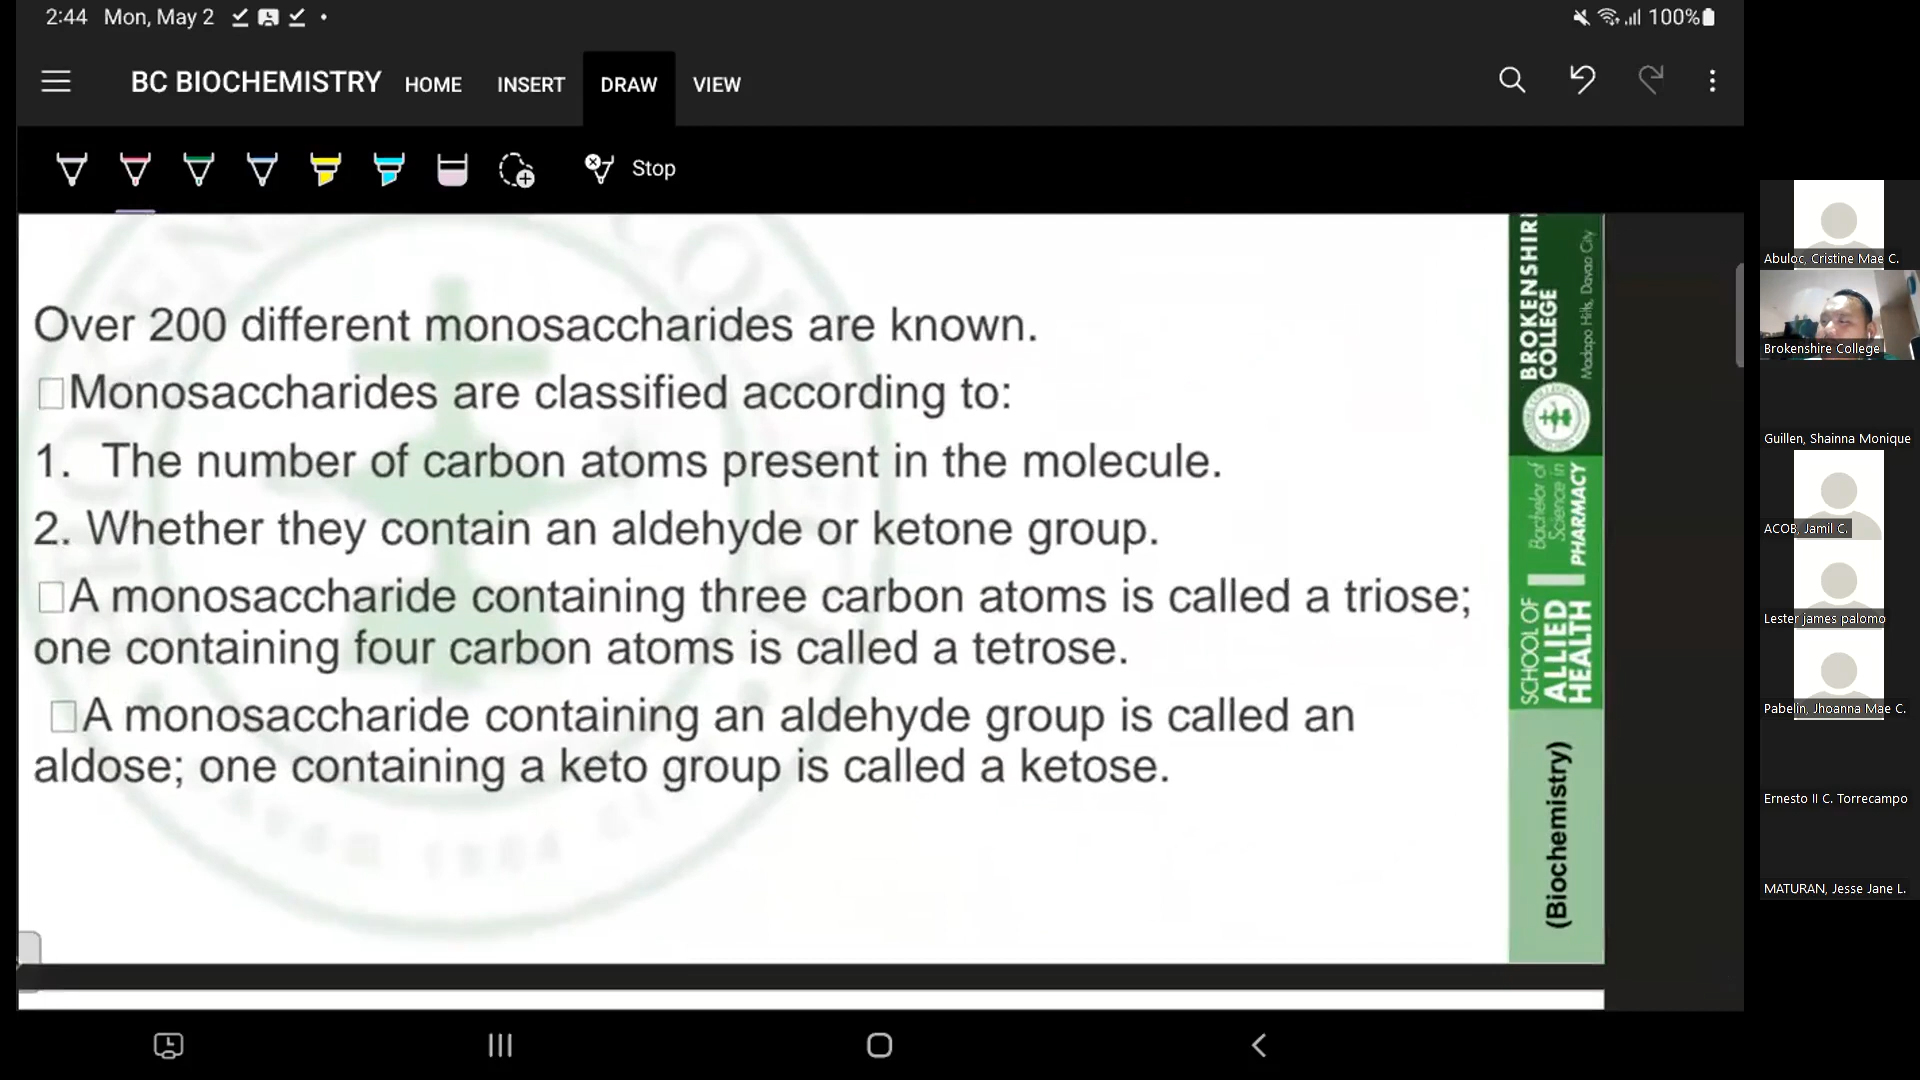 2:44 Mon, May 2
100%
BC BIOCHEMISTRY HOME INSERT DRAW VIEW
Stop
Over 200 different monosaccharides are known.
Monosaccharides are classified according to:
1. The number of carbon atoms present in the molecule.
2. Whether they contain an aldehyde or ketone group.
A monosaccharide containing three carbon atoms is called a triose;
one containing four carbon atoms is called a tetrose.
A monosaccharide containing an aldehyde group is called an
aldose; one containing a keto group is called a ketose.
BROKENSHIRE
COLLEGE
Madapo Hills, Davao City
SCHOOL OF
ALLIED
HEALTH
Bachelor of
Science in
PHARMACY
(Biochemistry)
Abuloc, Cristine Mae C.
Brokenshire College
Guillen, Shainna Monique
ACOB, Jamil C.
Lester james palomo
Pabelin, Jhoanna Mae C.
Ernesto II C. Torrecampo
MATURAN, Jesse Jane L.